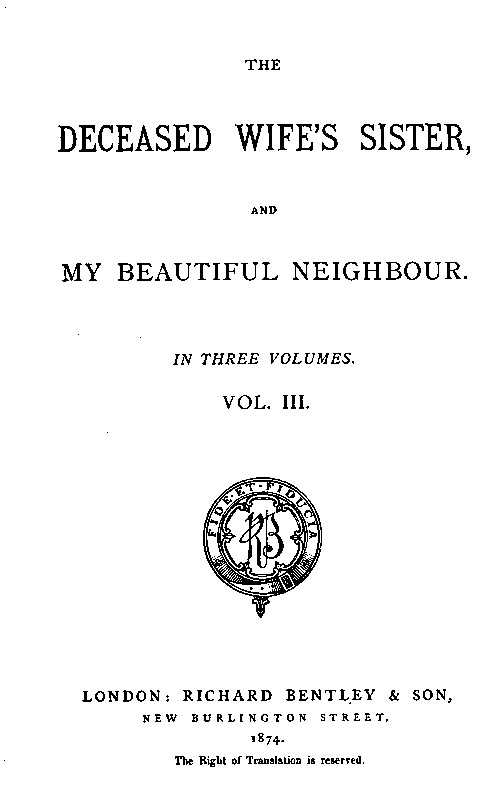 THE
DECEASED WIFE'S SISTER,
AND
MY BEAUTIFUL NEIGHBOUR.
IN THREE VOLUMES.
VOL. III.
FIDE·ET·FIDUCIA
RB
LONDON: RICHARD BENTLEY & SON,
NEW BURLINGTON STREET.
1874.
The Right of Translation is reserved.